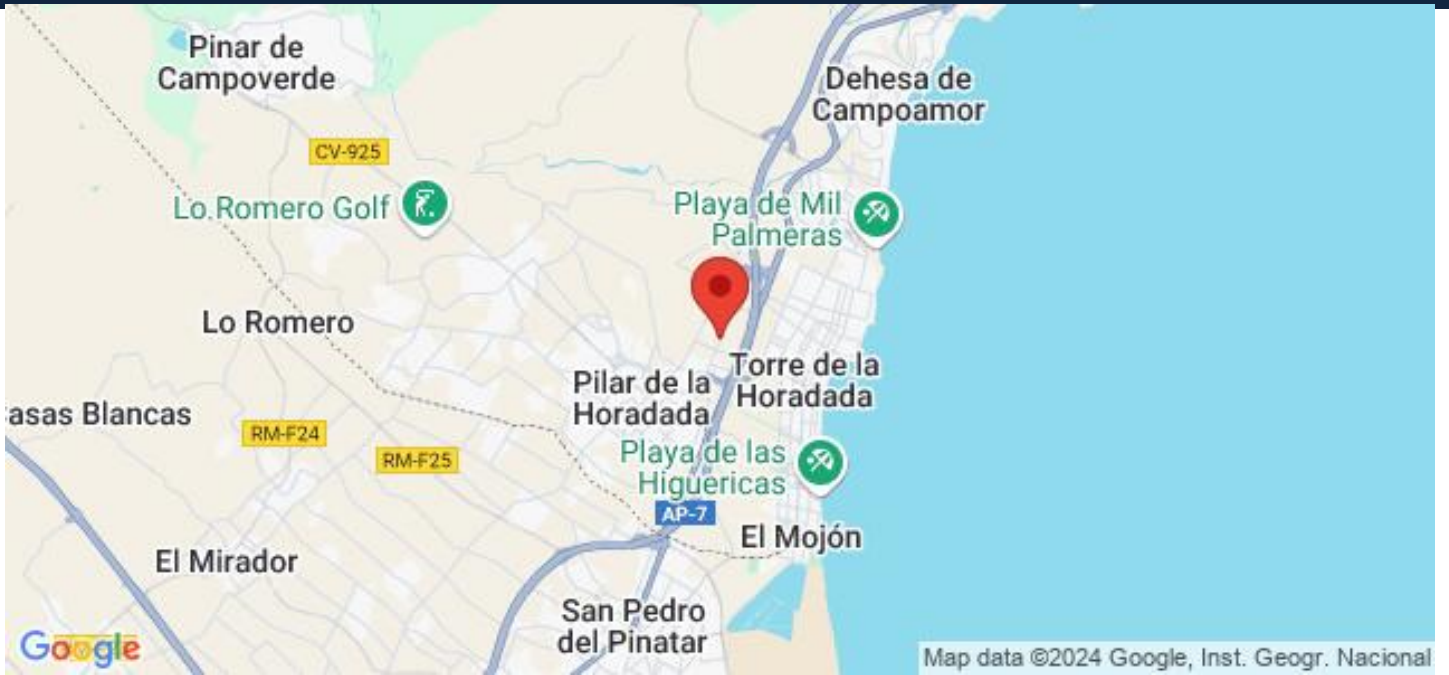 Pinar de
Campoverde
Dehesa de
Campoamor
CV-925
Lo Romero Golf
Playa de Mil
Palmeras
Lo Romero
Torre de la
Horadada
Pilar de la
Horadada
asas Blancas
RM-F24
RM-F25
Playa de las
Higuericas
AP-7
El Mojón
El Mirador
San Pedro
del Pinatar
Google
Map data ©2024 Google, Inst. Geogr. Nacional